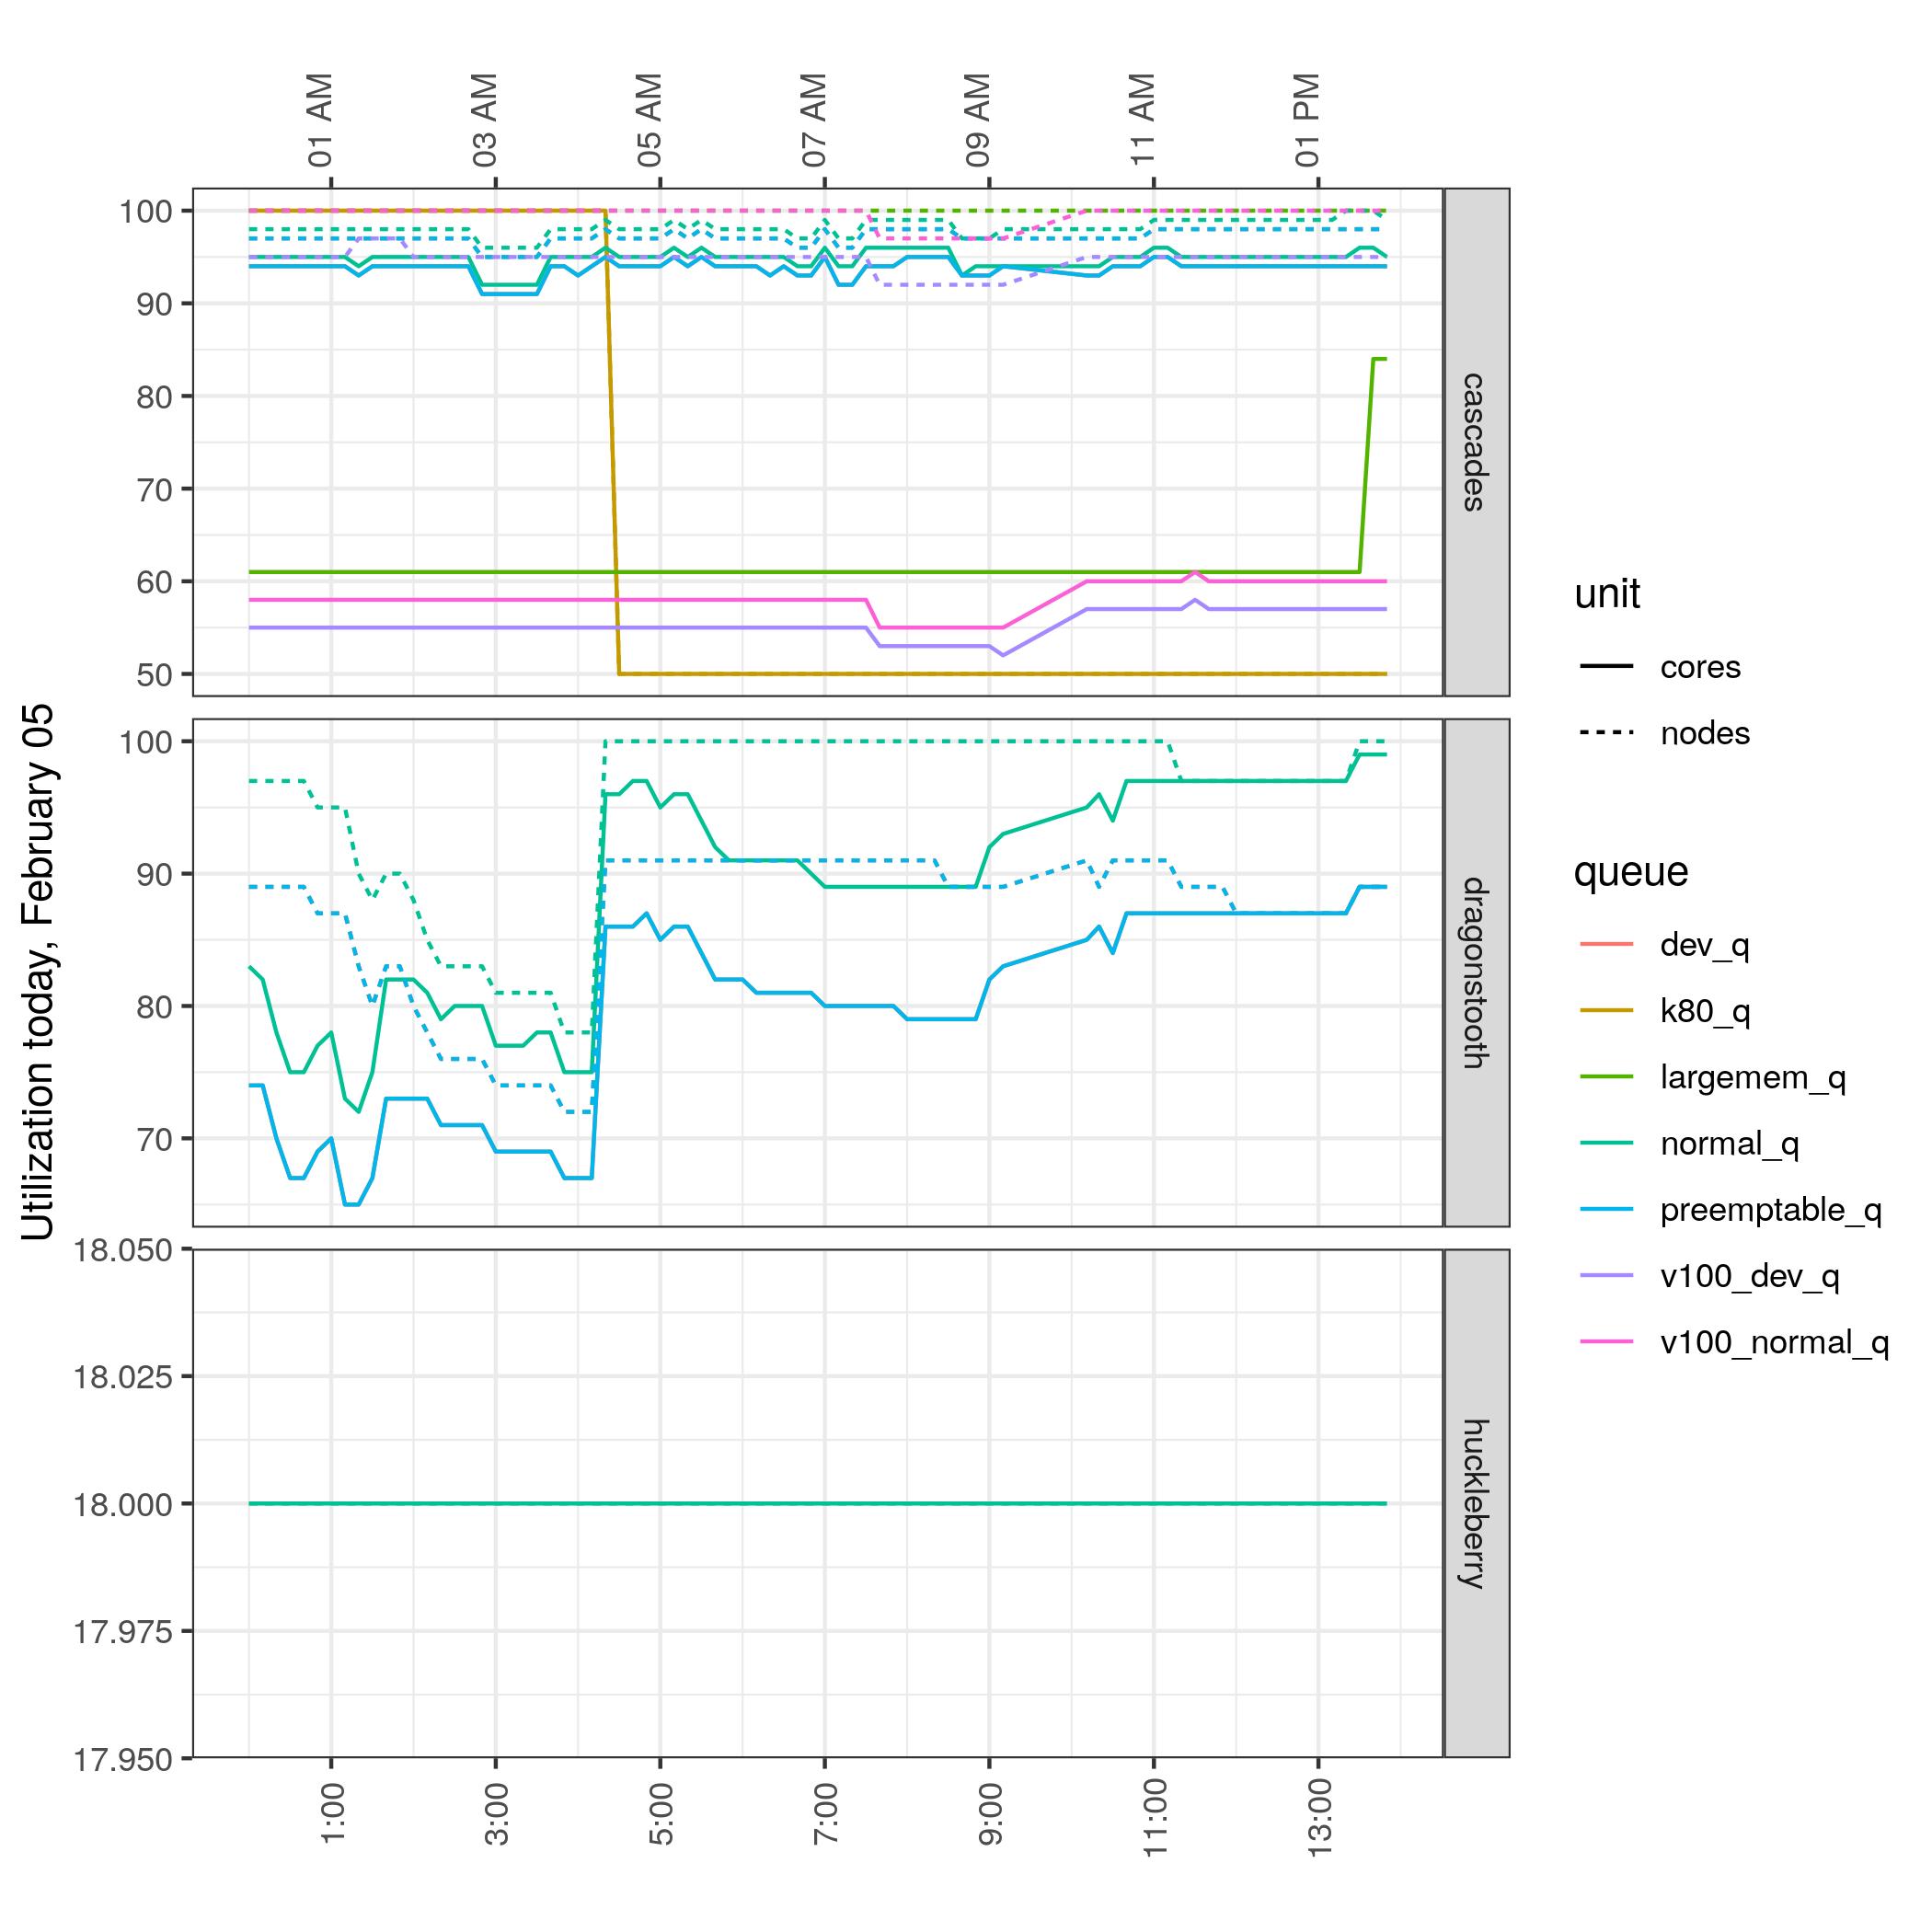 01 AM
03 AM
05 AM
07 AM
09 AM
11 AM
01 PM
100
90
80
70
60
50
cascades
100
90
80
70
dragonstooth
18.050
18.025
18.000
17.975
17.950
huckleberry
1:00
3:00
5:00
7:00
9:00
11:00
13:00
Utilization today, February 05
unit
cores
nodes
queue
dev_q
k80_q
largemem_q
normal_q
preemptable_q
v100_dev_q
v100_normal_q